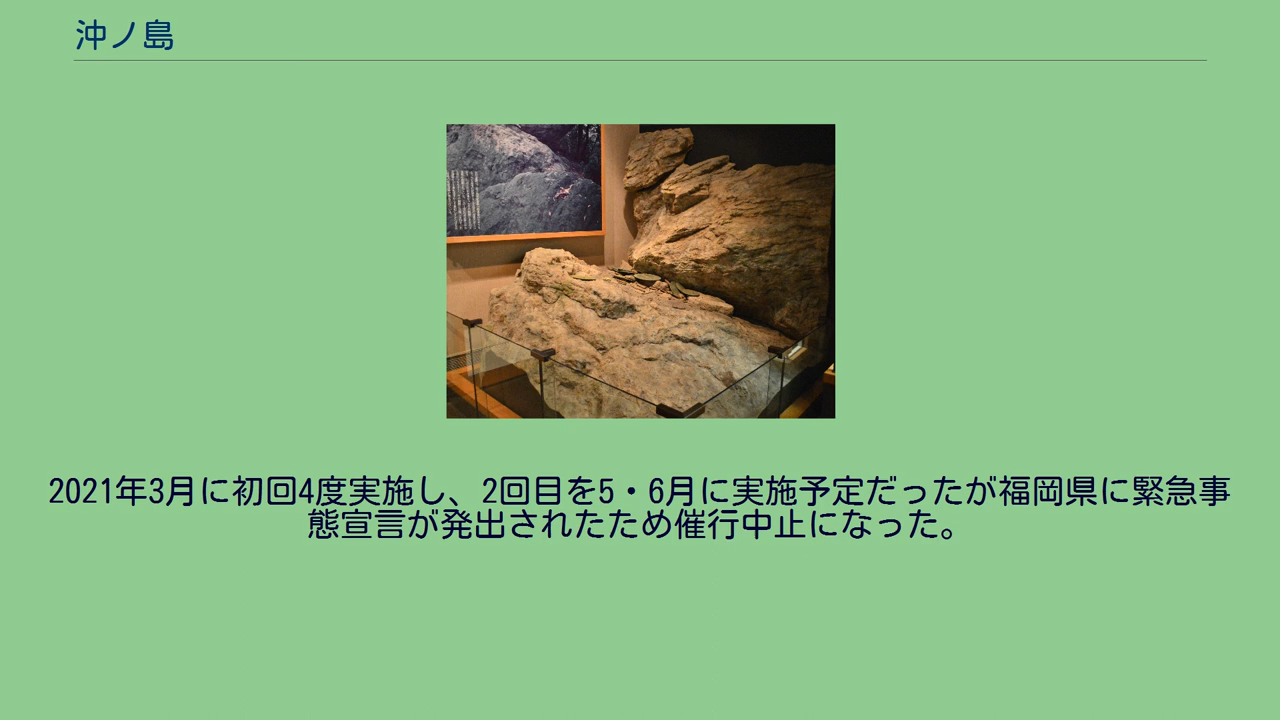 沖ノ島
2021年3月に初回4度実施し、2回目を5・6月に実施予定だったが福岡県に緊急事
態宣言が発出されたため催行中止になった。